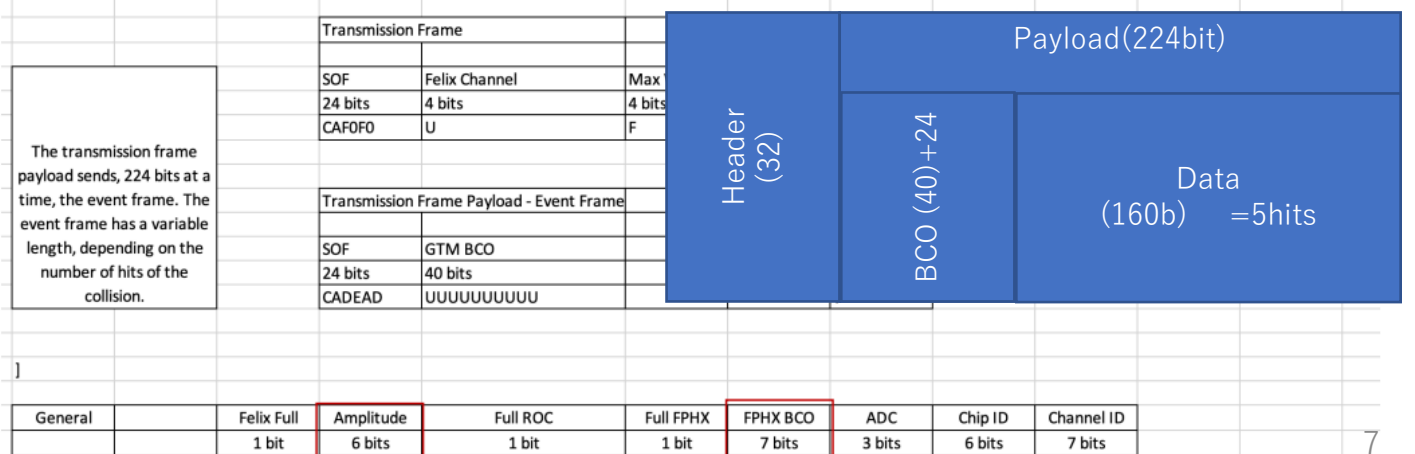 Transmission Frame
SOF Felix Channel Max
24 bits 4 bits 4 bits
CAF0F0 U F
The transmission frame
payload sends, 224 bits at a
time, the event frame. The
event frame has a variable
length, depending on the
number of hits of the
collision.
Transmission Frame Payload - Event Frame
SOF GTM BCO
24 bits 40 bits
CADEAD UUUUUUUUUU
Header
(32)
Payload(224bit)
BCO (40)+24
Data
(160b) =5hits
]
General Felix Full Amplitude Full ROC Full FPHX FPHX BCO ADC Chip ID Channel ID
1 bit 6 bits 1 bit 1 bit 7 bits 3 bits 6 bits 7 bits
7